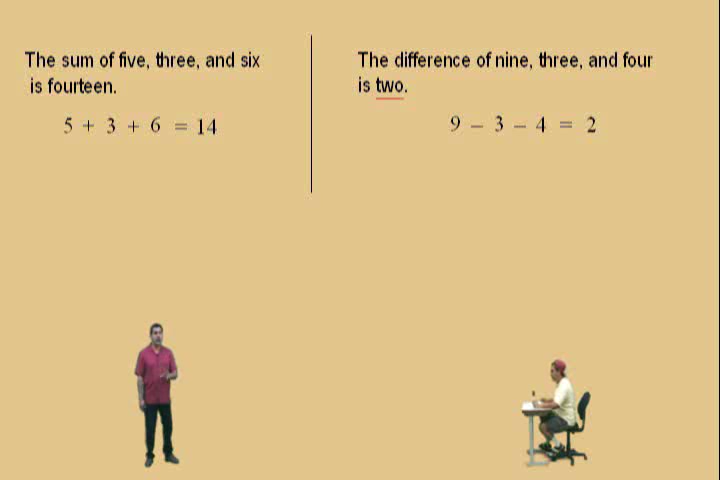 The sum of five, three, and six
is fourteen.
5 + 3 + 6 = 14
The difference of nine, three, and four
is two.
9 – 3 – 4 = 2